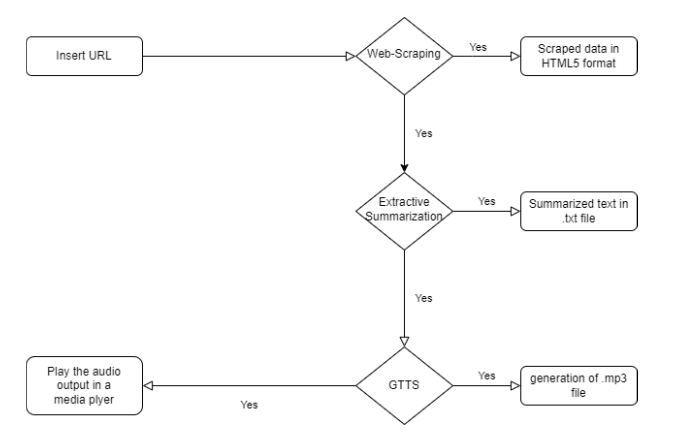 Insert URL
Web-Scraping
Yes
Scraped data in
HTML5 format
Yes
Extractive
Summarization
Yes
Summarized text in
.txt file
Yes
Play the audio
output in a
media plyer
Yes
GTTS
Yes
generation of .mp3
file